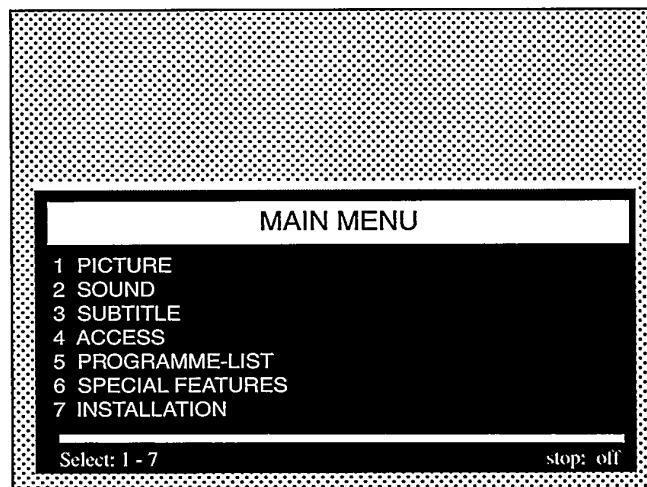 MAIN MENU
1 PICTURE
2 SOUND
3 SUBTITLE
4 ACCESS
5 PROGRAMME-LIST
6 SPECIAL FEATURES
7 INSTALLATION
Select: 1 - 7 stop: off